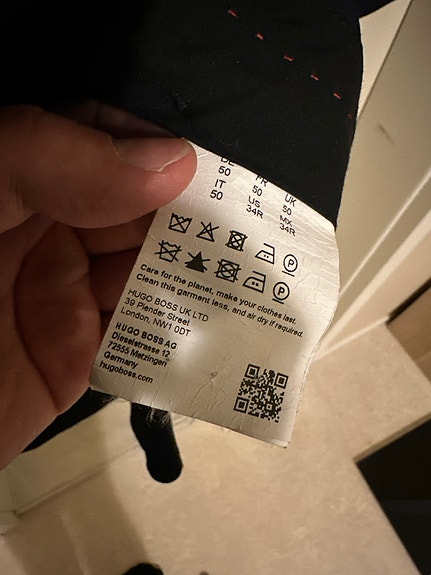 DE FR UK
50 50 50
IT US MX
50 34R 34R
P
P
Care for the planet, make your clothes last.
Clean this garment less, and air dry if required.
HUGO BOSS UK LTD
39 Plender Street
London, NW1 0DT
HUGO BOSS AG
Dieselstrasse 12
72555 Metzingen
Germany
hugoboss.com